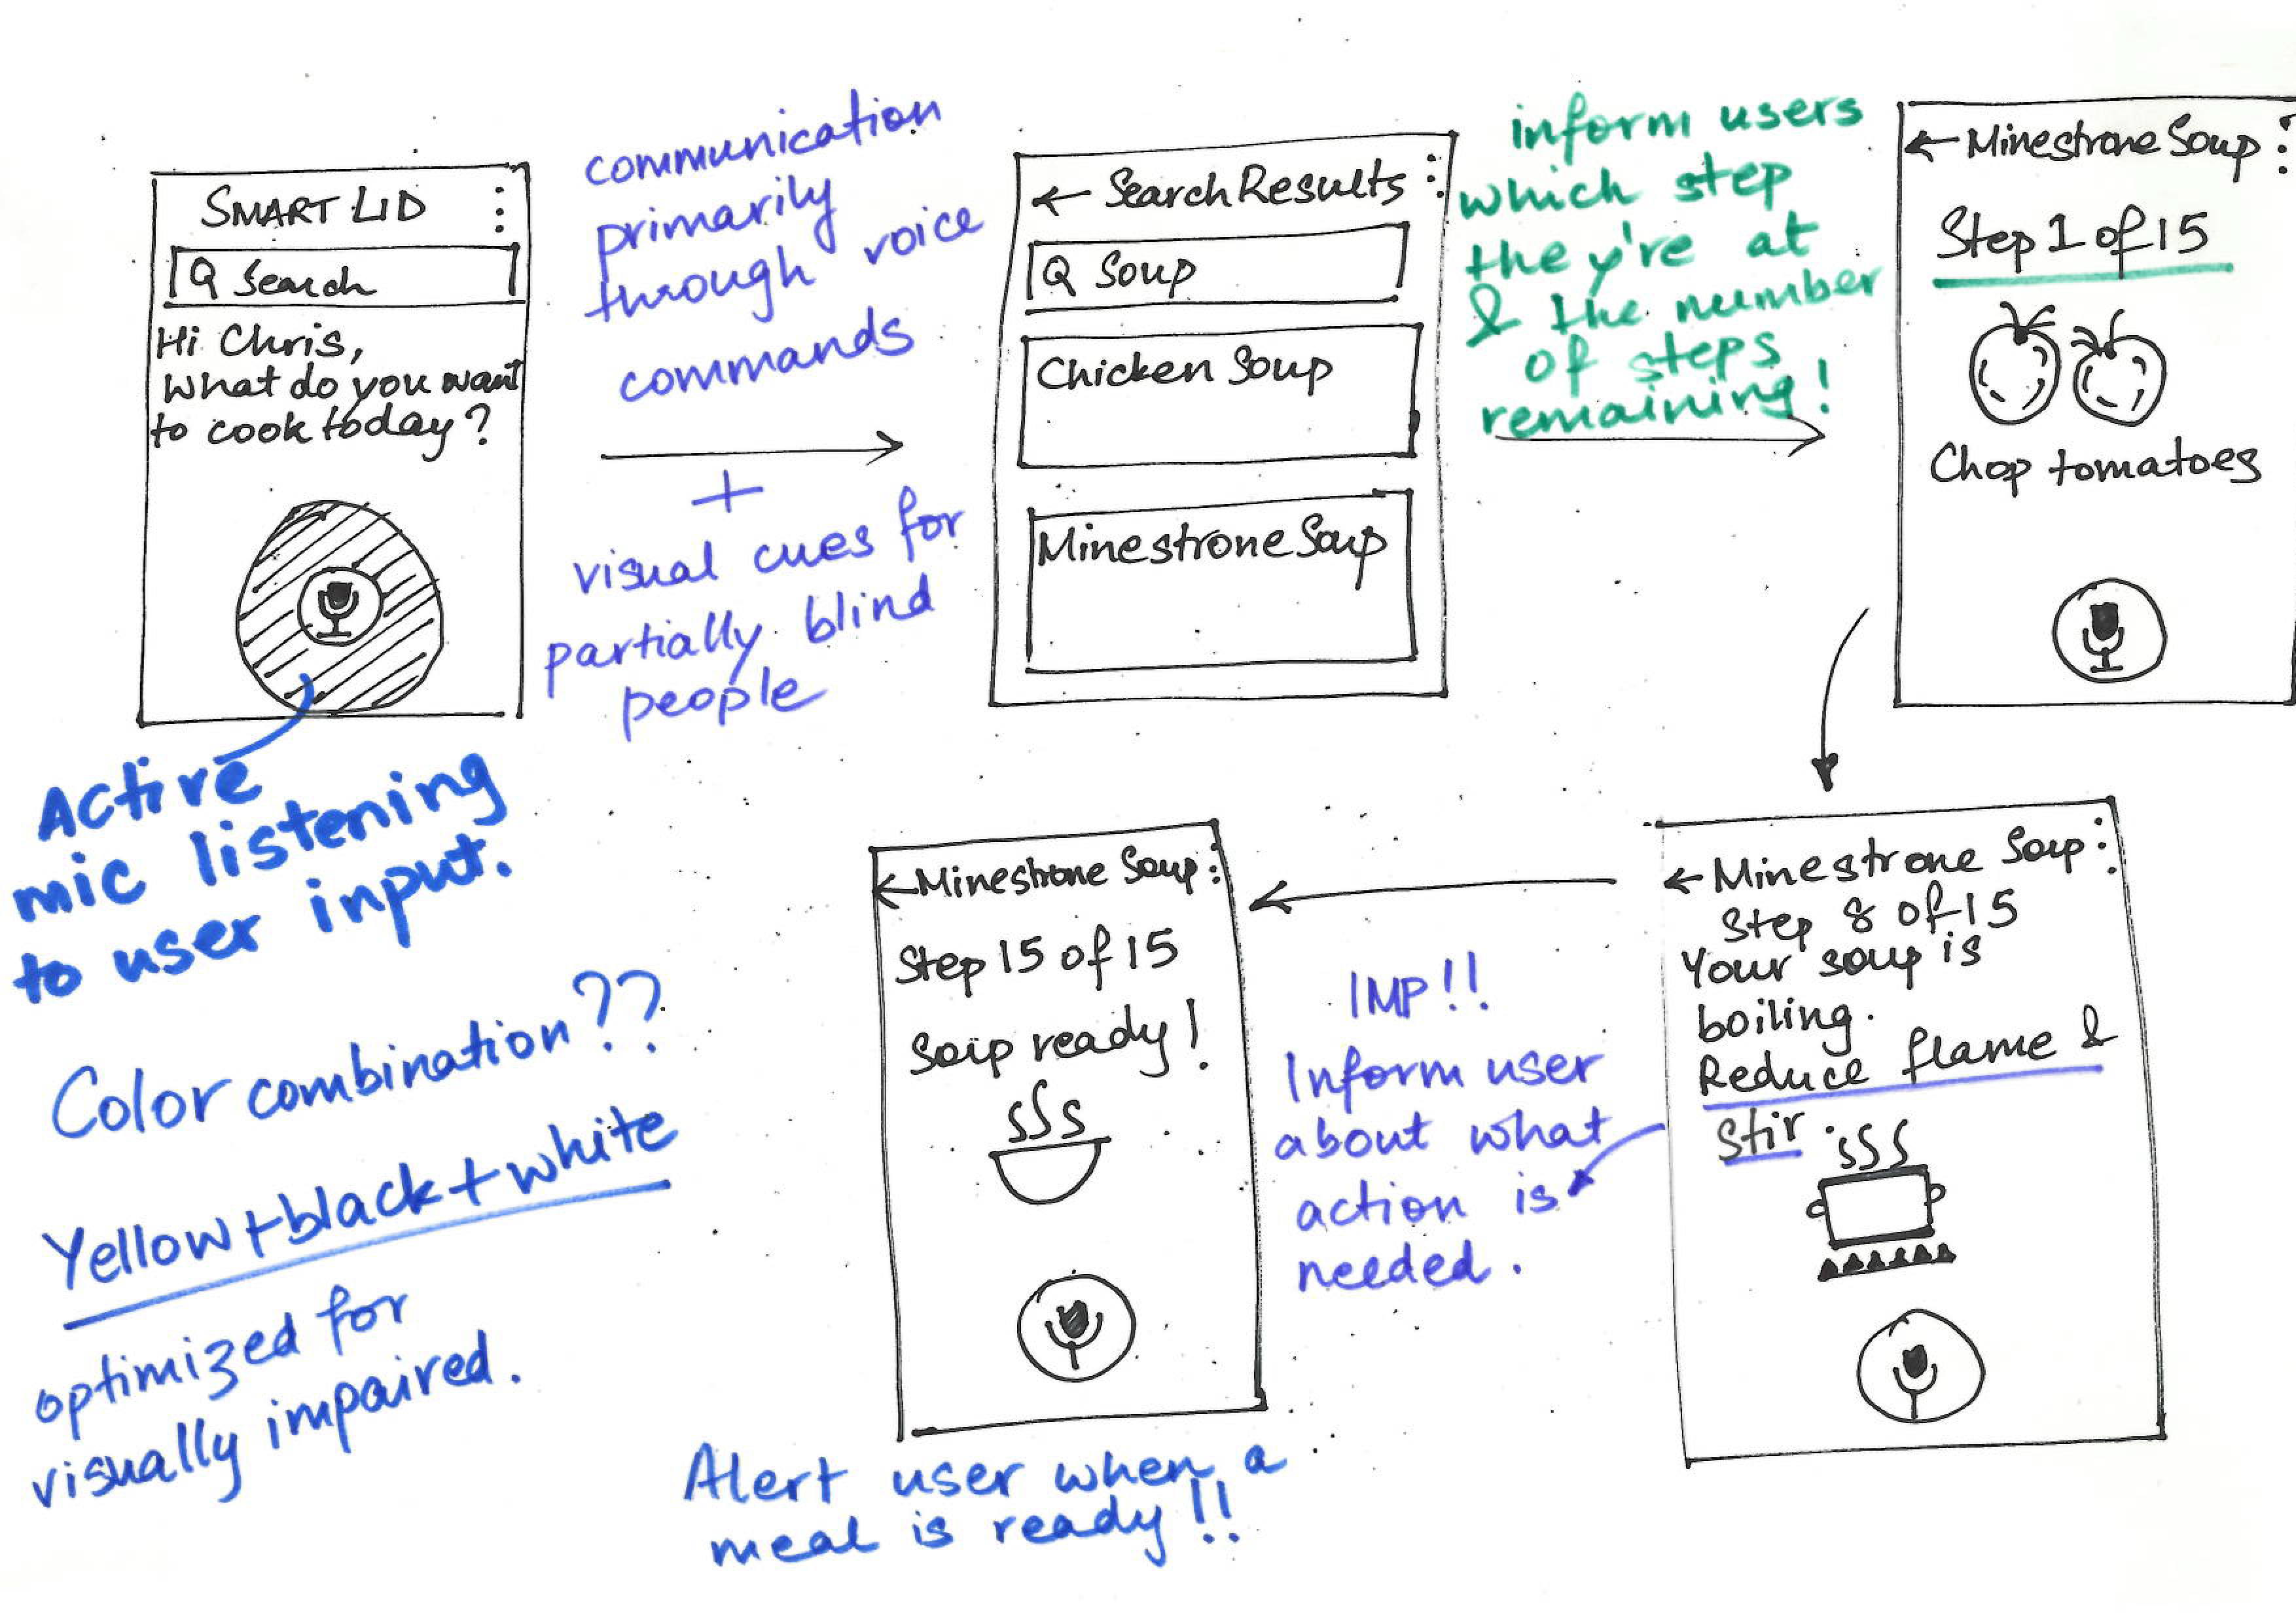 SMART LID
Search
Hi Chris,
What do you want
to cook today?
Active
mic listening
to user input.
communication
primarily
through voice
commands
+
visual cues for
partially blind
people
← Search Results
Soup
Chicken Soup
Minestrone Soup
inform users
which step
they're at
& the number
of steps
remaining!
← Minestrone Soup
Step 1 of 15
Chop tomatoes
← Minestrone Soup
Step 8 of 15
Your soup is
boiling.
Reduce flame &
stir.
IMP!!
Inform user
about what
action is
needed.
← Minestrone Soup
Step 15 of 15
Soup ready!
Alert user when a
meal is ready!!
Color combination??
Yellow+black+white
optimized for
visually impaired.